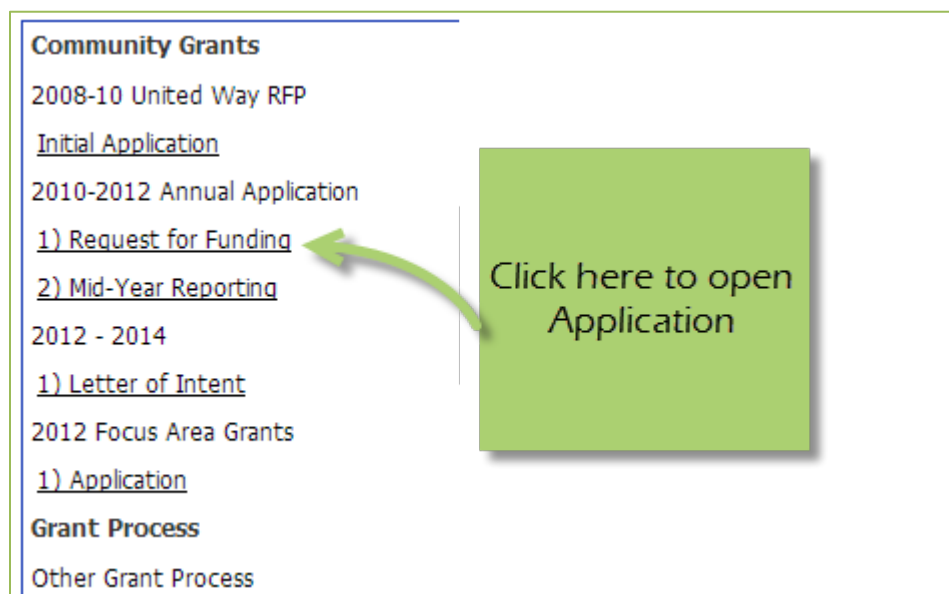 Community Grants
2008-10 United Way RFP
Initial Application
2010-2012 Annual Application
1) Request for Funding
2) Mid-Year Reporting
2012 - 2014
1) Letter of Intent
2012 Focus Area Grants
1) Application
Grant Process
Other Grant Process
Click here to open
Application